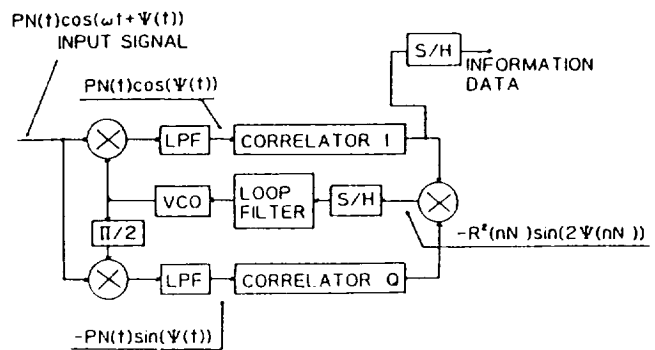 PN(t)cos(ωt+Ψ(t))
INPUT SIGNAL
S/H
INFORMATION
DATA
PN(t)cos(Ψ(t))
LPF
CORRELATOR I
VCO
LOOP
FILTER
S/H
Π/2
-R²(nN)sin(2Ψ(nN))
LPF
CORRELATOR Q
-PN(t)sin(Ψ(t))